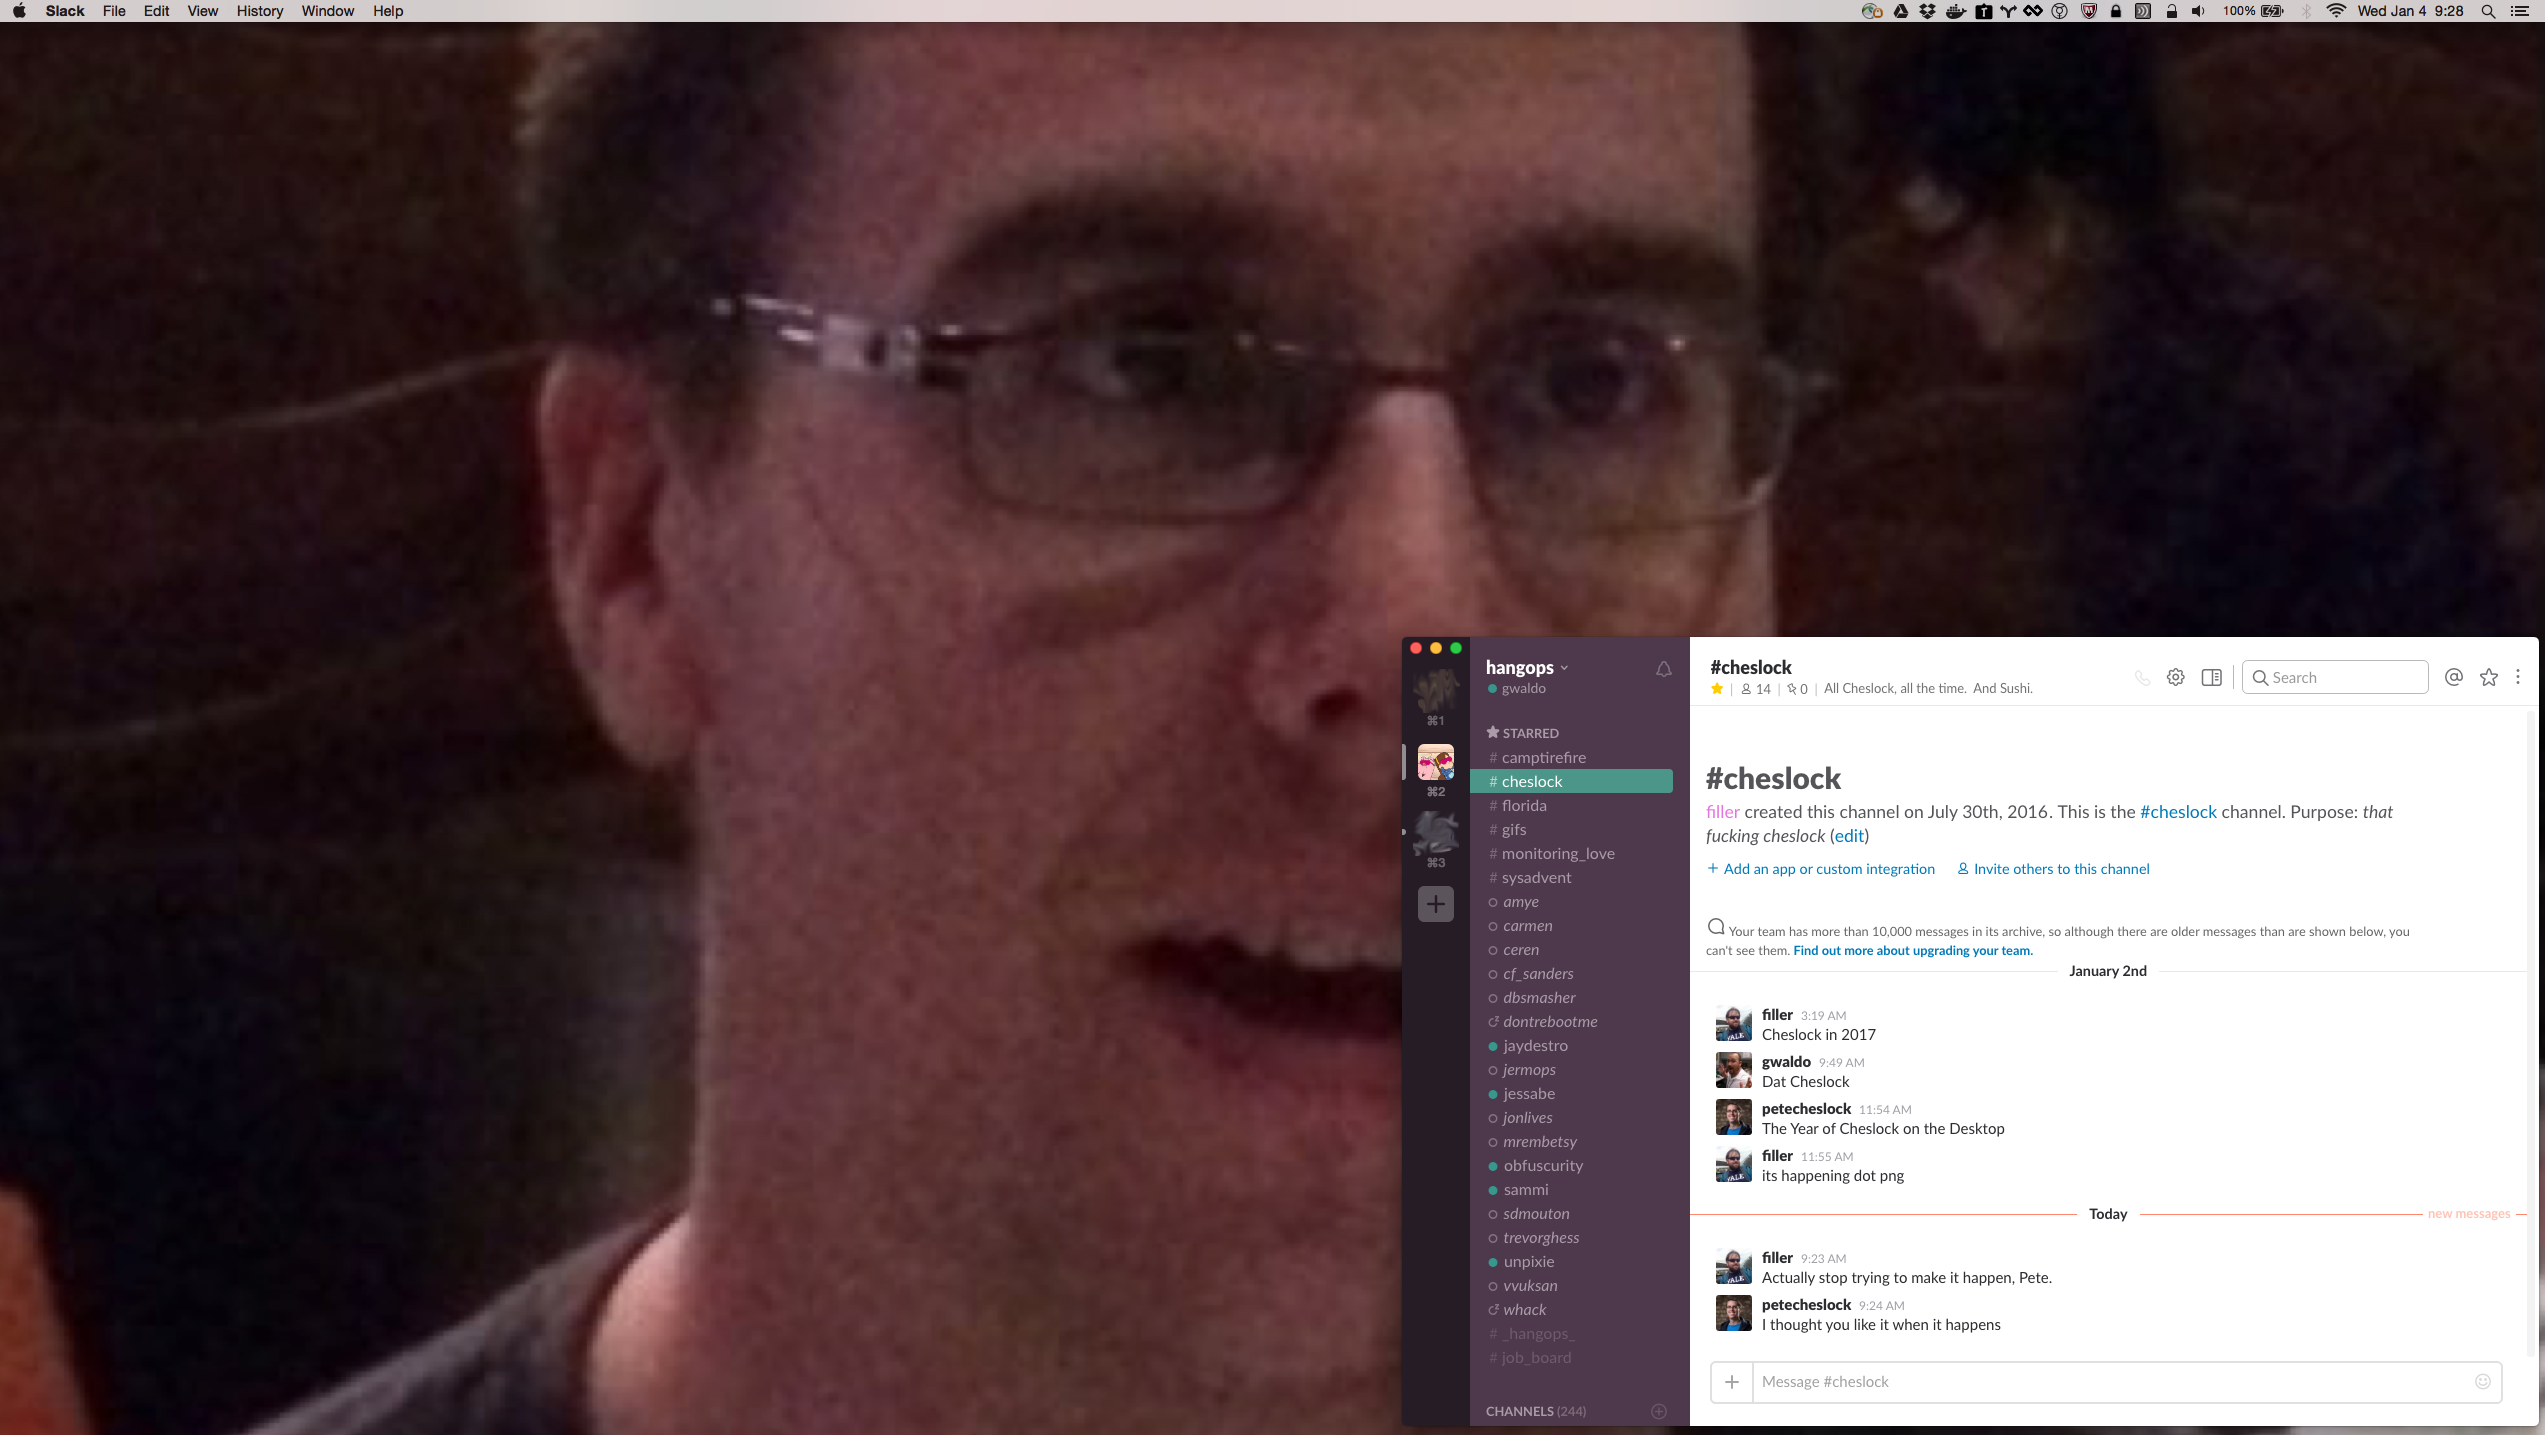 Slack File Edit View History Window Help
100% Wed Jan 4 9:28
hangops
gwaldo
⌘1
⌘2
⌘3
STARRED
# camptirefire
# cheslock
# florida
# gifs
# monitoring_love
# sysadvent
amye
carmen
ceren
cf_sanders
dbsmasher
dontrebootme
jaydestro
jermops
jessabe
jonlives
mrembetsy
obfuscurity
sammi
sdmouton
trevorghess
unpixie
vvuksan
whack
# _hangops_
# job_board
CHANNELS (244)
#cheslock
14 | 0 | All Cheslock, all the time. And Sushi.
Search
#cheslock
filler created this channel on July 30th, 2016. This is the #cheslock channel. Purpose: that
fucking cheslock (edit)
+ Add an app or custom integration Invite others to this channel
Your team has more than 10,000 messages in its archive, so although there are older messages than are shown below, you
can't see them. Find out more about upgrading your team.
January 2nd
filler 3:19 AM
Cheslock in 2017
gwaldo 9:49 AM
Dat Cheslock
petecheslock 11:54 AM
The Year of Cheslock on the Desktop
filler 11:55 AM
its happening dot png
Today
new messages
filler 9:23 AM
Actually stop trying to make it happen, Pete.
petecheslock 9:24 AM
I thought you like it when it happens
Message #cheslock